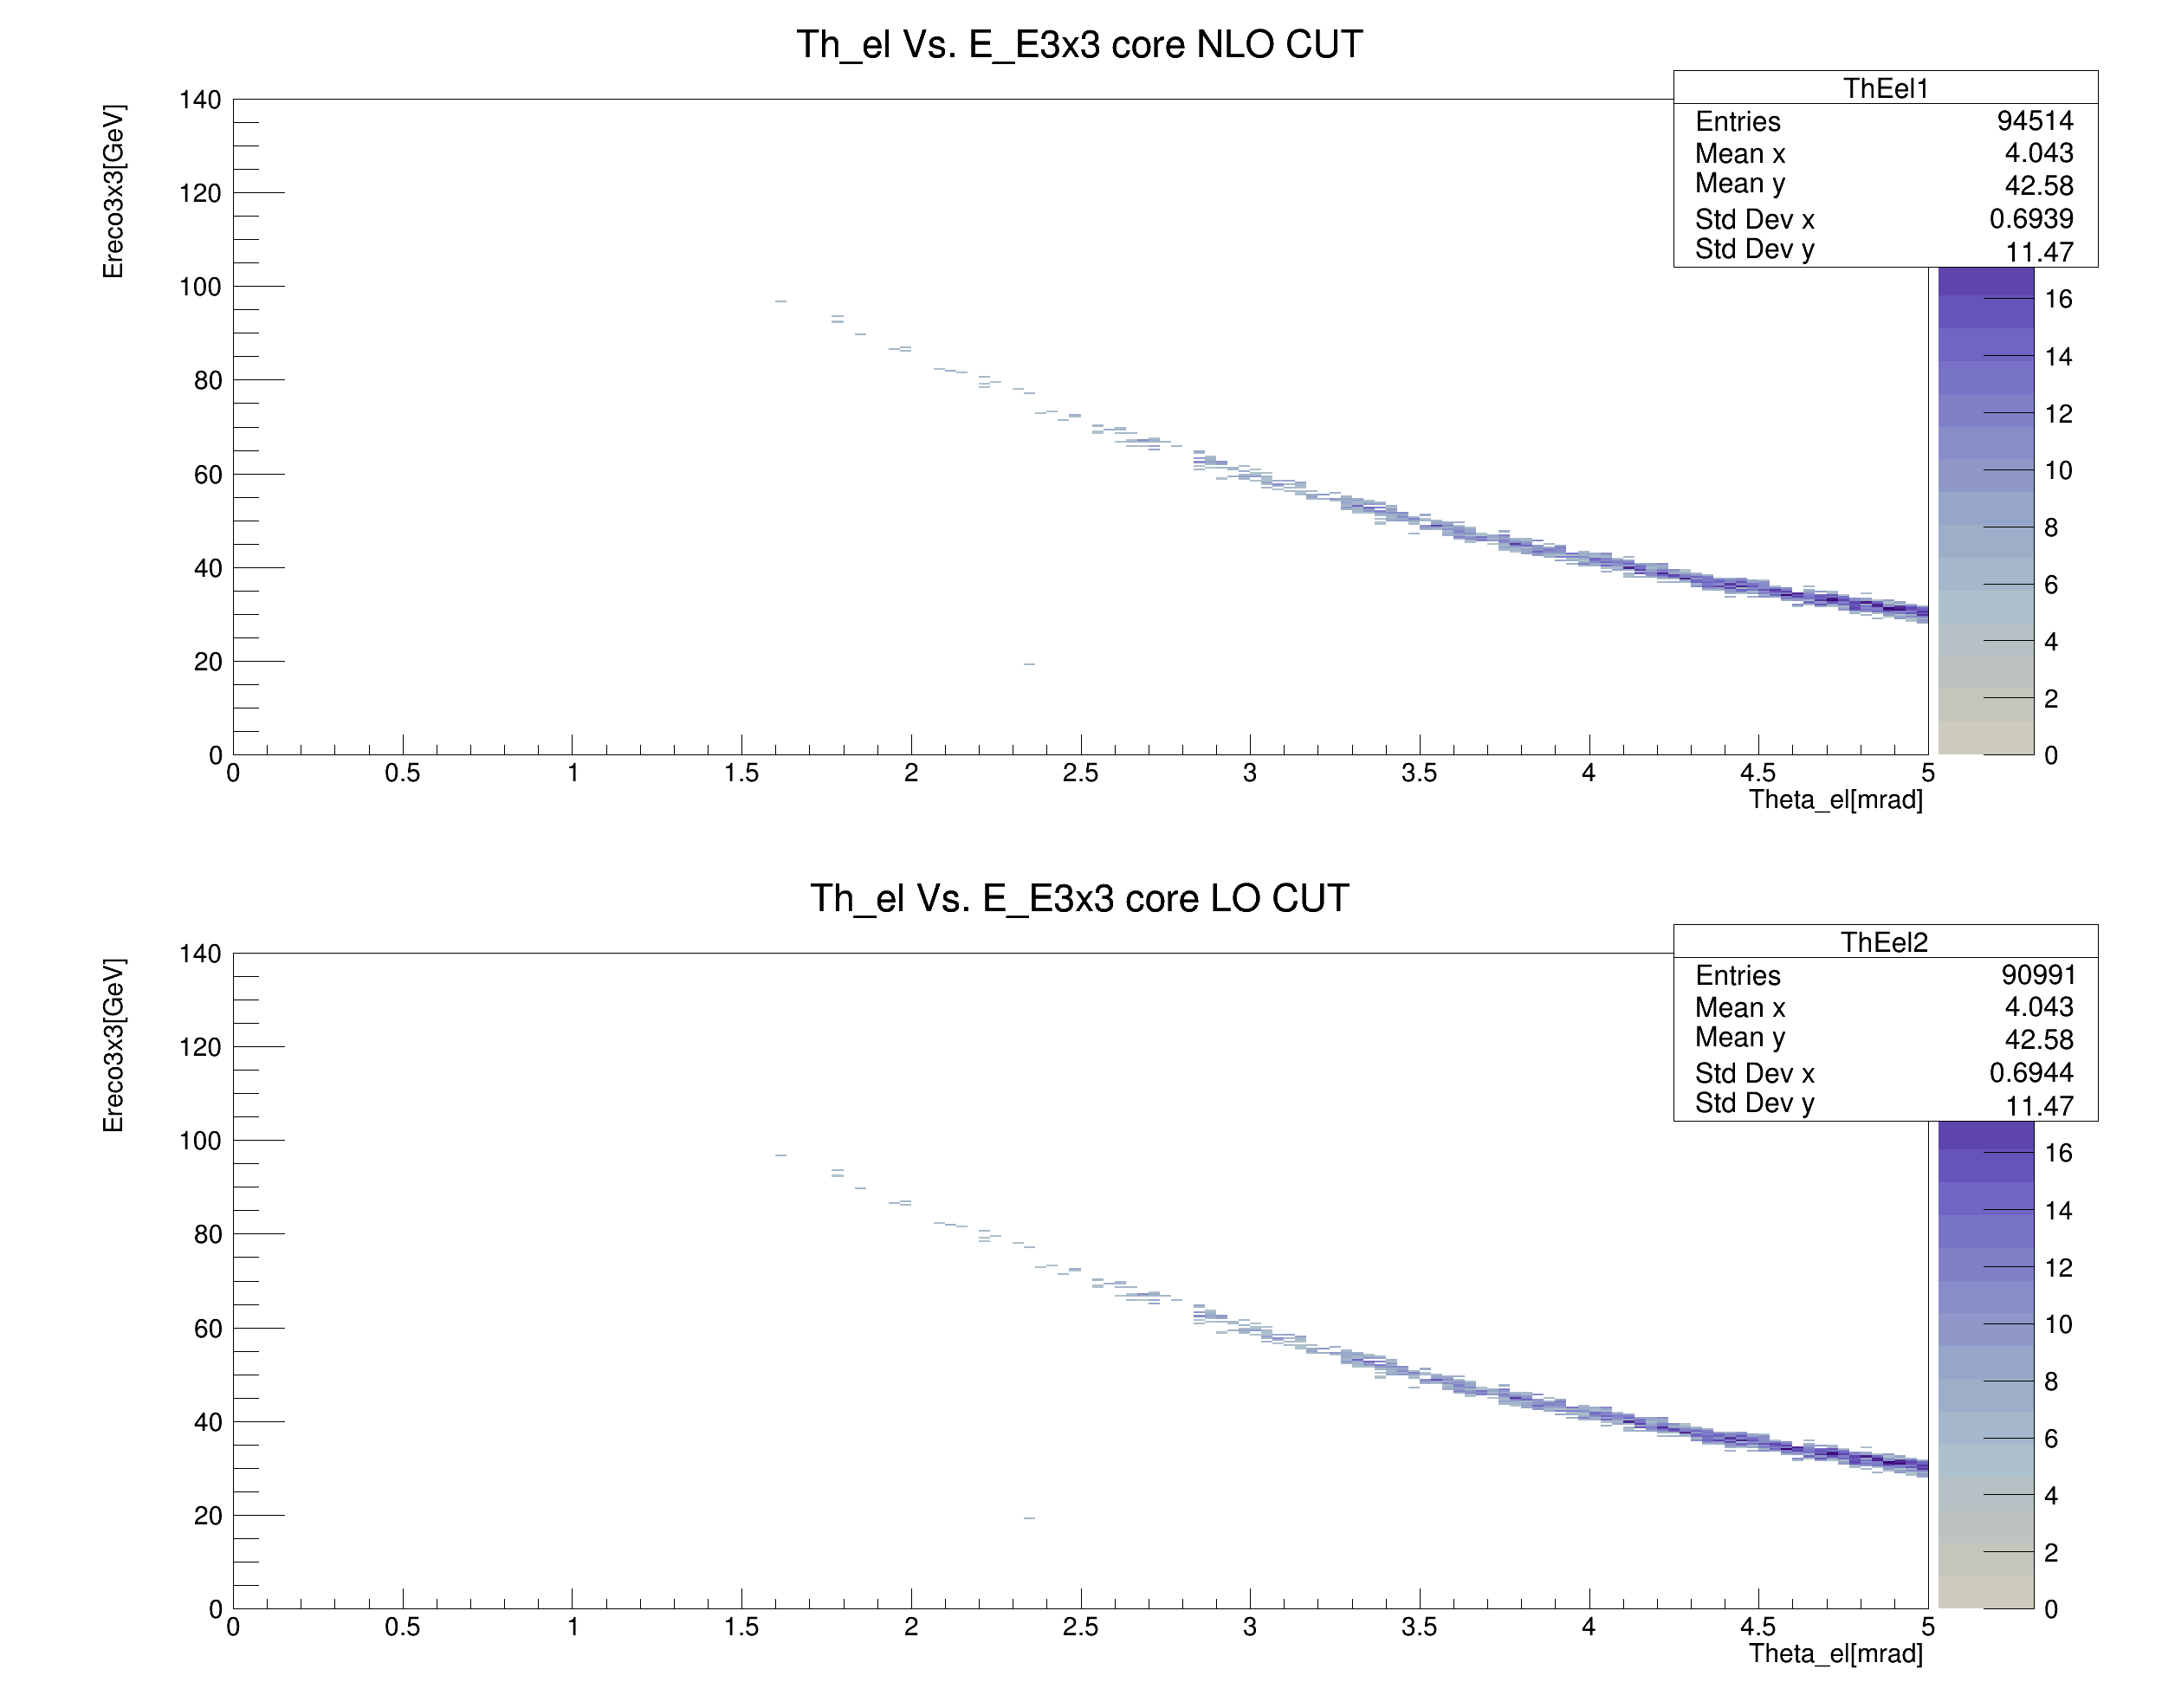 Th_el Vs. E_E3x3 core NLO CUT
ThEel1
Entries 94514
Mean x 4.043
Mean y 42.58
Std Dev x 0.6939
Std Dev y 11.47
Ereco3x3[GeV]
140
120
100
80
60
40
20
0
16
14
12
10
8
6
4
2
0
0 0.5 1 1.5 2 2.5 3 3.5 4 4.5 5
Theta_el[mrad]
Th_el Vs. E_E3x3 core LO CUT
ThEel2
Entries 90991
Mean x 4.043
Mean y 42.58
Std Dev x 0.6944
Std Dev y 11.47
Ereco3x3[GeV]
140
120
100
80
60
40
20
0
16
14
12
10
8
6
4
2
0
0 0.5 1 1.5 2 2.5 3 3.5 4 4.5 5
Theta_el[mrad]